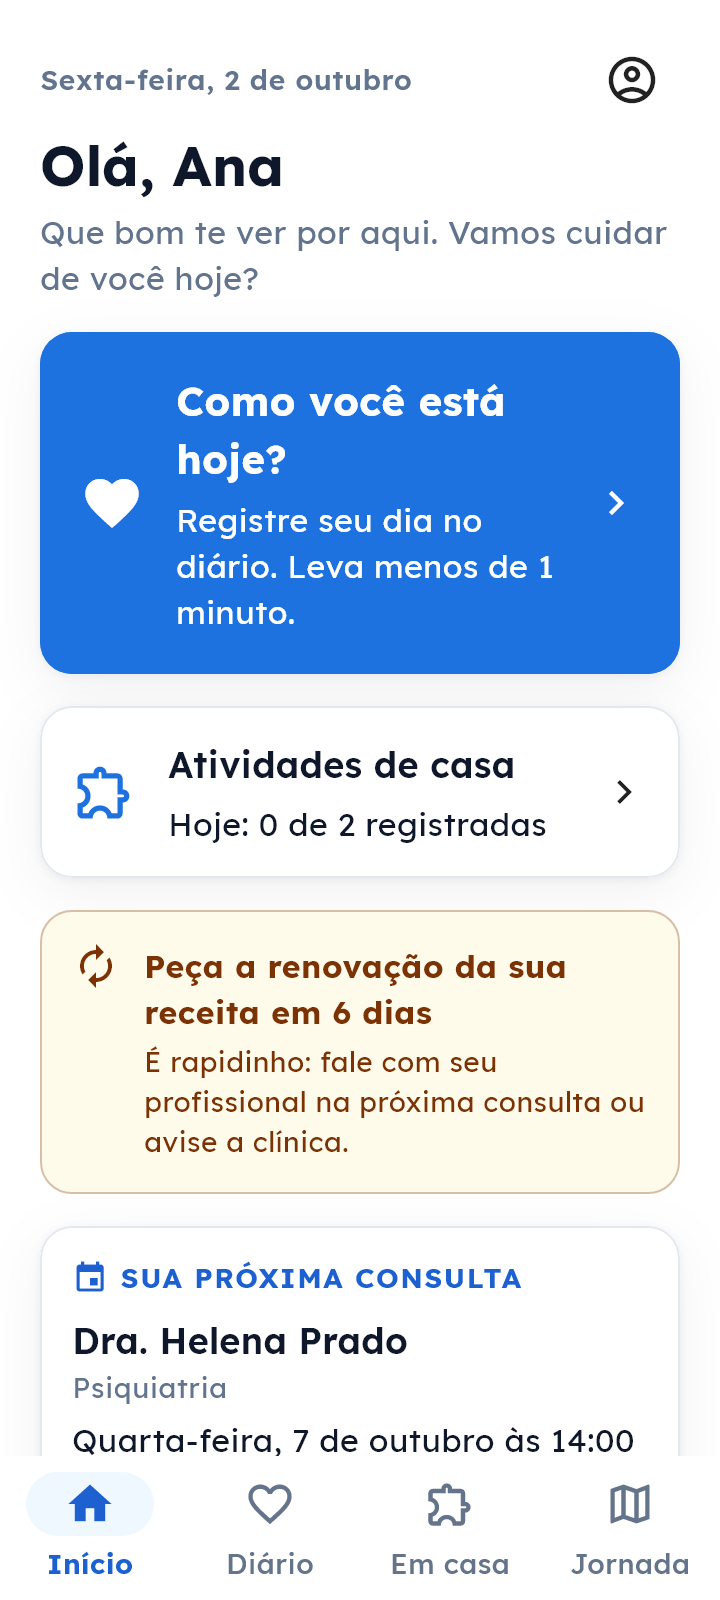 Sexta-feira, 2 de outubro
Olá, Ana
Que bom te ver por aqui. Vamos cuidar
de você hoje?
Como você está
hoje?
Registre seu dia no
diário. Leva menos de 1
minuto.
Atividades de casa
Hoje: 0 de 2 registradas
Peça a renovação da sua
receita em 6 dias
É rapidinho: fale com seu
profissional na próxima consulta ou
avise a clínica.
SUA PRÓXIMA CONSULTA
Dra. Helena Prado
Psiquiatria
Quarta-feira, 7 de outubro às 14:00
Início
Diário
Em casa
Jornada